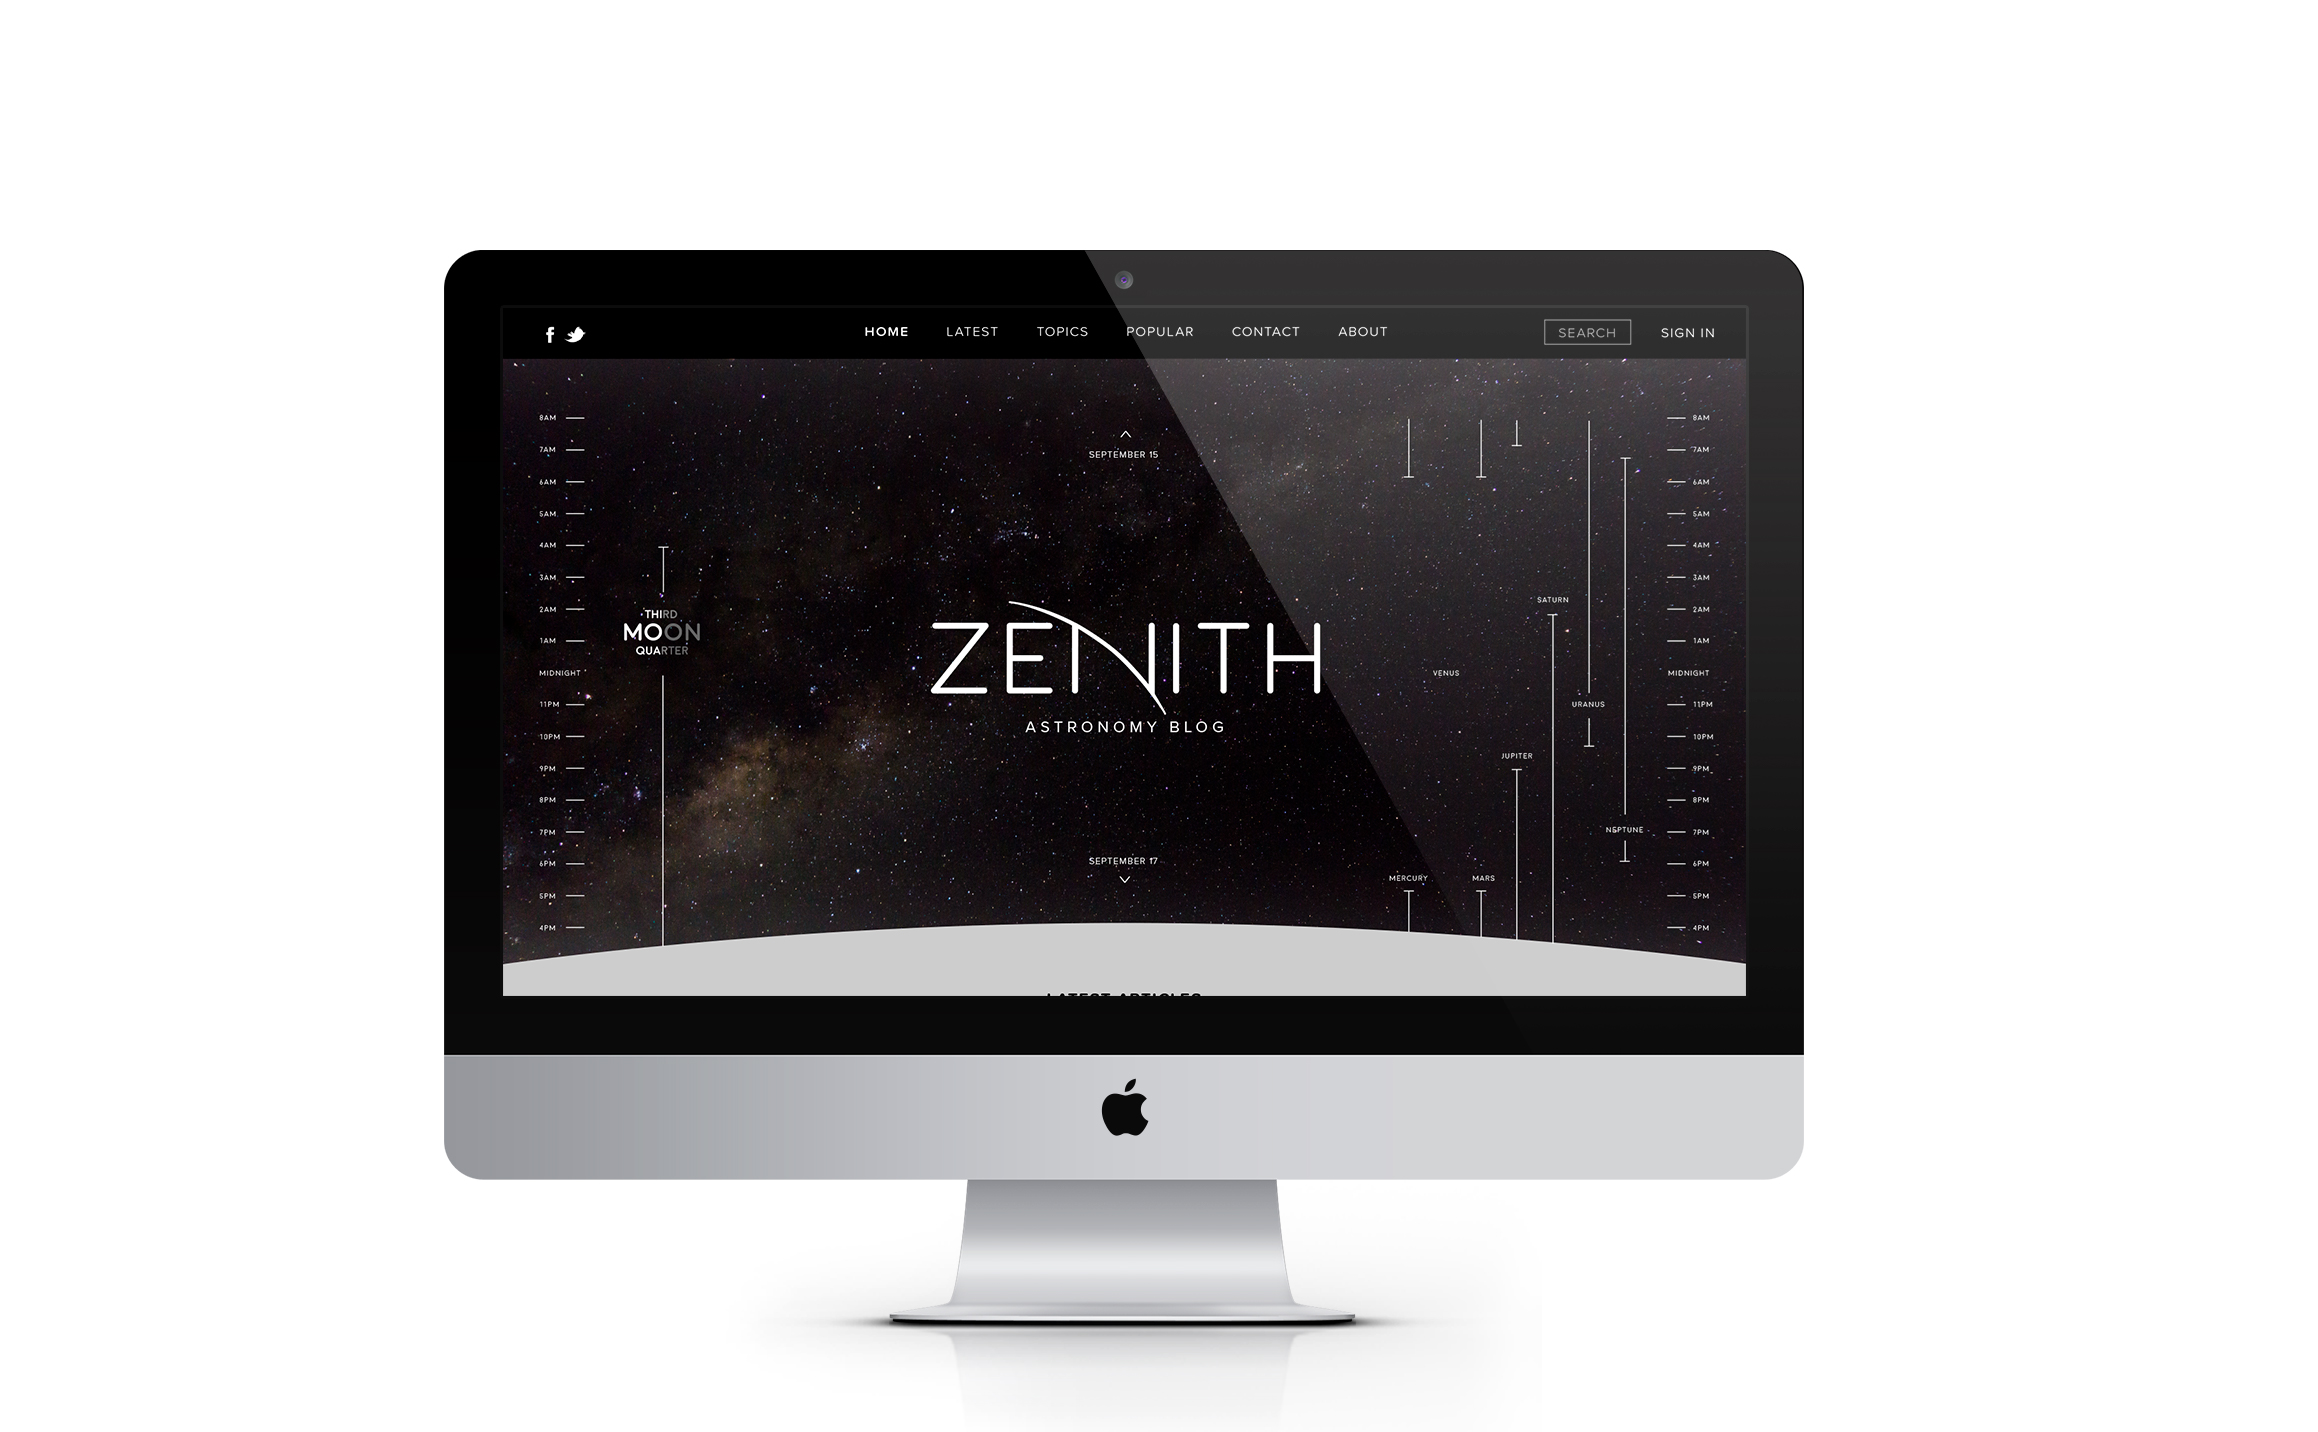 HOME LATEST TOPICS POPULAR CONTACT ABOUT SEARCH SIGN IN
8AM
7AM
6AM
5AM
4AM
3AM
2AM
1AM
MIDNIGHT
11PM
10PM
9PM
8PM
7PM
6PM
5PM
4PM
THIRD
MOON
QUARTER
SEPTEMBER 15
ZENITH
ASTRONOMY BLOG
SEPTEMBER 17
MERCURY
VENUS
MARS
JUPITER
SATURN
URANUS
NEPTUNE
8AM
7AM
6AM
5AM
4AM
3AM
2AM
1AM
MIDNIGHT
11PM
10PM
9PM
8PM
7PM
6PM
5PM
4PM
LATEST ARTICLES